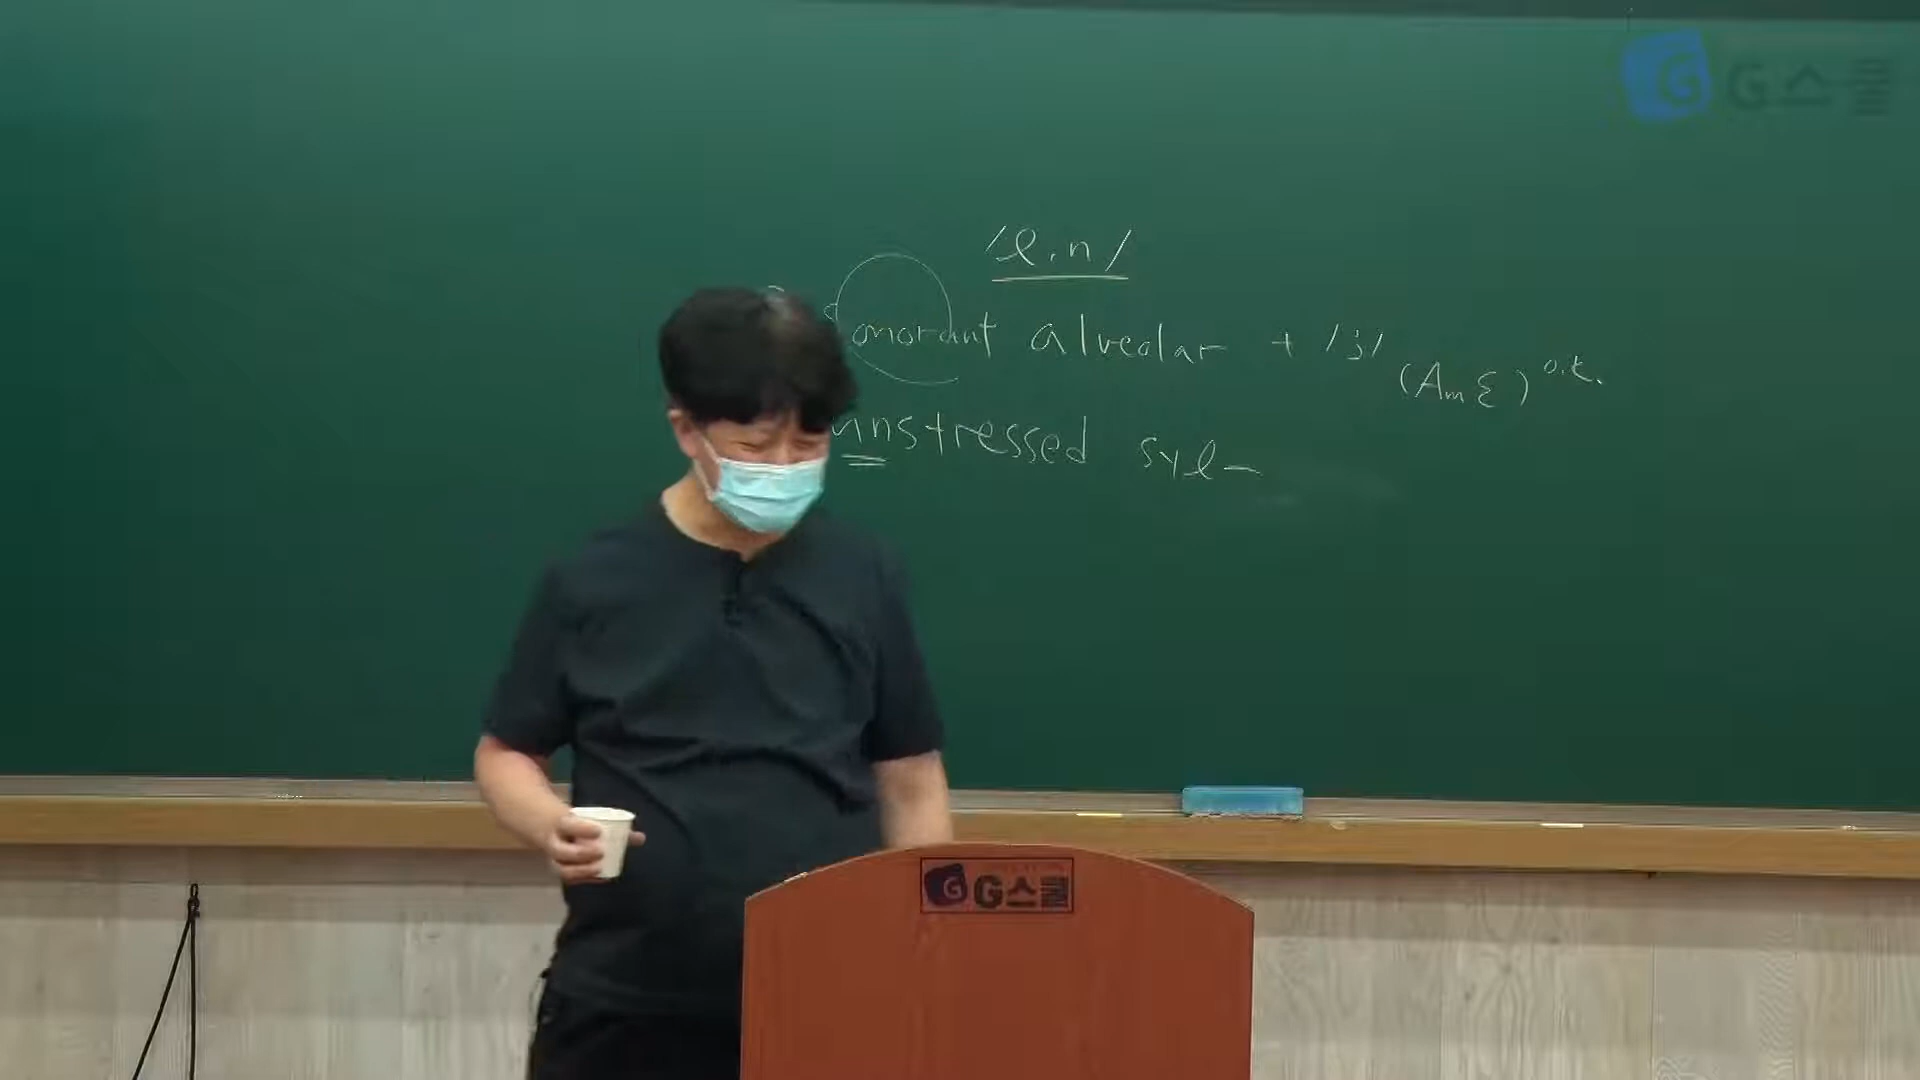 G스쿨
/l, n/
Sonorant alveolar + /j/
(AmE) o.k.
unstressed syl-
G G스쿨